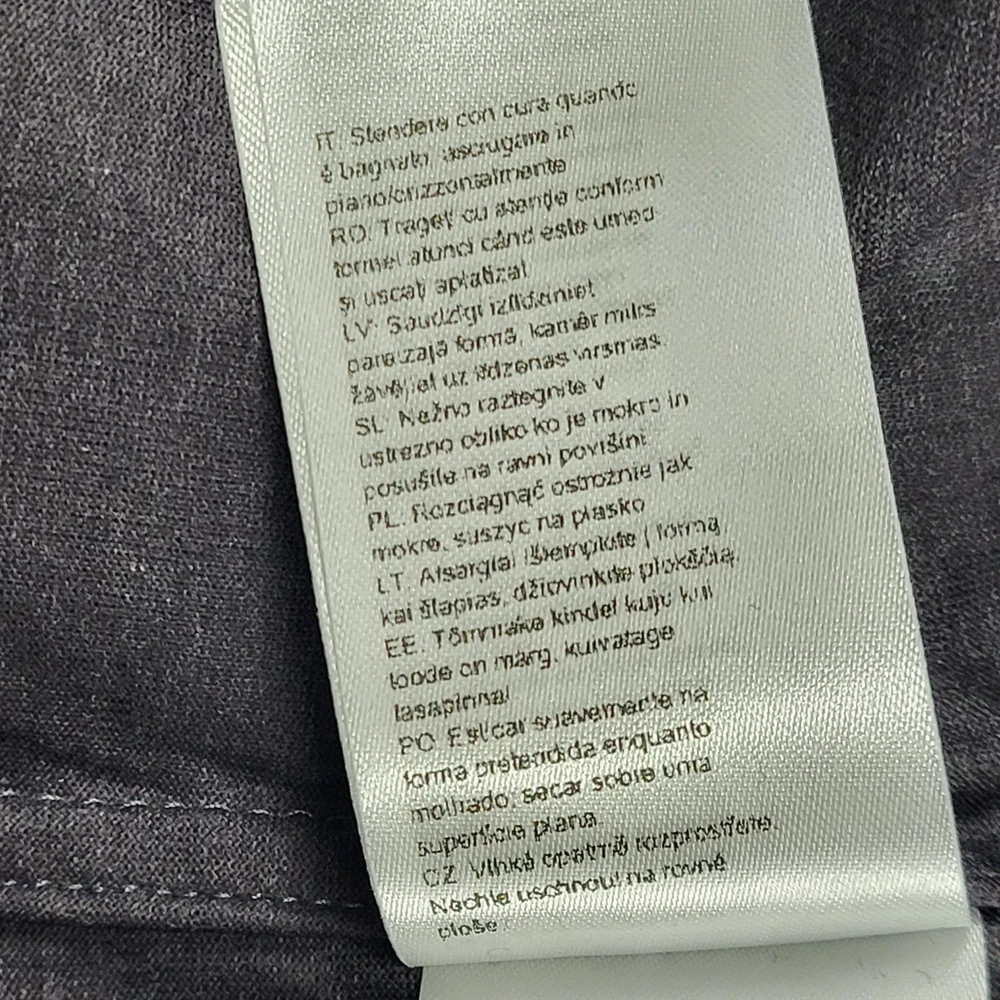 IT: Stendere con cura quando
è bagnato, asciugare in
piano/orizzontalmente
RO: Trageţi cu atenţie conform
formei atunci când este umed
şi uscaţi aplatizat
LV: Saudzīgi izlīdziniet
pareizajā formā, kamēr mitrs
žāvējiet uz līdzenas virsmas.
SL: Nežno raztegnite v
ustrezno obliko ko je mokro in
posušite na ravni površini
PL: Rozciągnąć ostrożnie jak
mokre, suszyć na płasko
LT: Atsargiai ištempkite į formą
kai šlapias, džiovinkite plokščią
EE: Tõmmake kindel kuju kui
toode on märg, kuivatage
tasapinnal
PO: Esticar suavemente na
forma pretendida enquanto
molhado, secar sobre uma
superfície plana.
CZ: Vlhké opatrně rozprostřete.
Nechte uschnout na rovné
ploše.